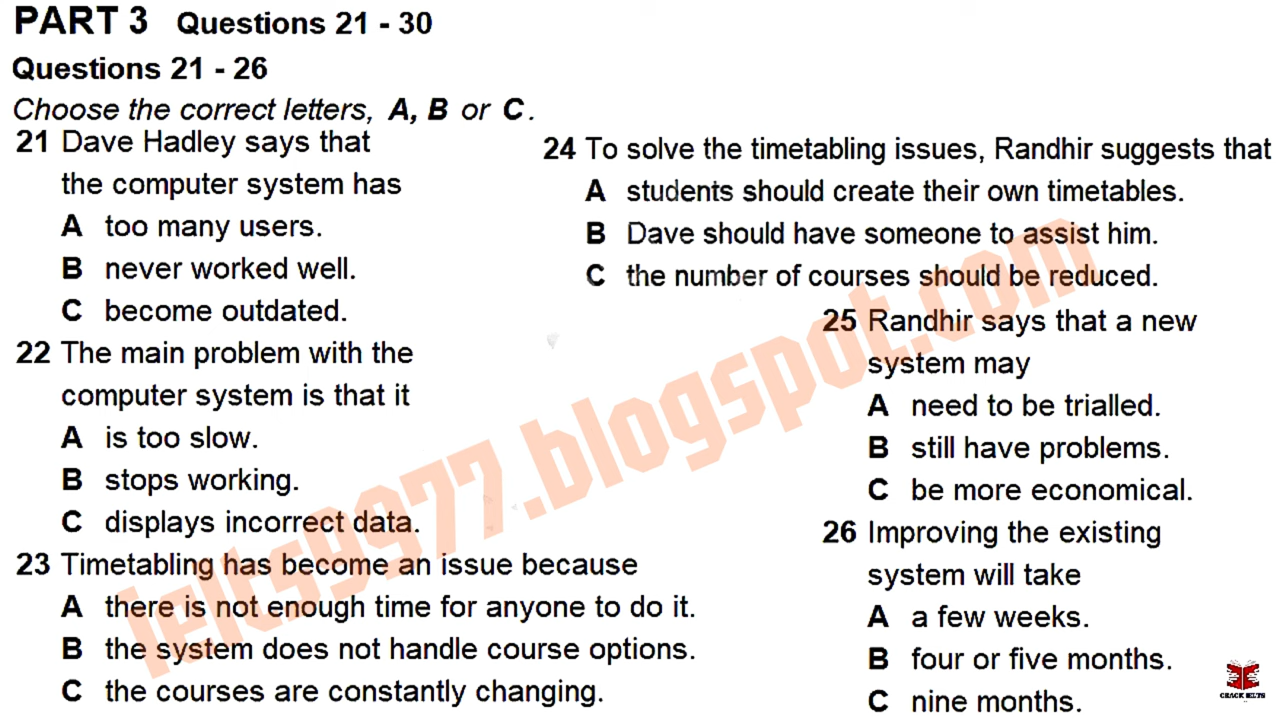 PART 3 Questions 21 - 30
Questions 21 - 26
Choose the correct letters, A, B or C.
21 Dave Hadley says that
the computer system has
A too many users.
B never worked well.
C become outdated.
22 The main problem with the
computer system is that it
A is too slow.
B stops working.
C displays incorrect data.
23 Timetabling has become an issue because
A there is not enough time for anyone to do it.
B the system does not handle course options.
C the courses are constantly changing.
24 To solve the timetabling issues, Randhir suggests that
A students should create their own timetables.
B Dave should have someone to assist him.
C the number of courses should be reduced.
25 Randhir says that a new
system may
A need to be trialled.
B still have problems.
C be more economical.
26 Improving the existing
system will take
A a few weeks.
B four or five months.
C nine months.
ielts9977.blogspot.com
CRACK IELTS